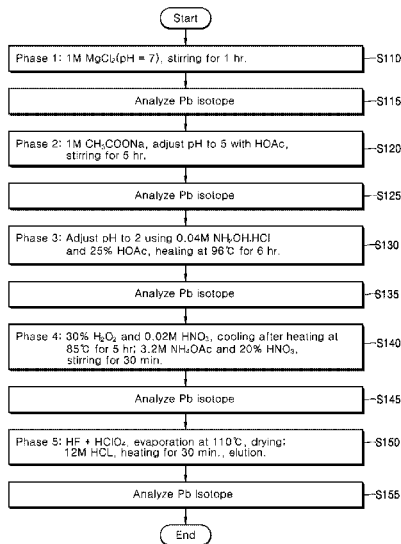 Start
Phase 1: 1M MgCl₂(pH = 7), stirring for 1 hr.
S110
Analyze Pb isotope
S115
Phase 2: 1M CH₃COONa, adjust pH to 5 with HOAc,
stirring for 5 hr.
S120
Analyze Pb isotope
S125
Phase 3: Adjust pH to 2 using 0.04M NH₂OH.HCl
and 25% HOAc, heating at 96℃ for 6 hr.
S130
Analyze Pb isotope
S135
Phase 4: 30% H₂O₂ and 0.02M HNO₃, cooling after heating at
85℃ for 5 hr; 3.2M NH₄OAc and 20% HNO₃,
stirring for 30 min.
S140
Analyze Pb isotope
S145
Phase 5: HF + HClO₄, evaporation at 110℃, drying;
12M HCL, heating for 30 min., elution.
S150
Analyze Pb Isotope
S155
End